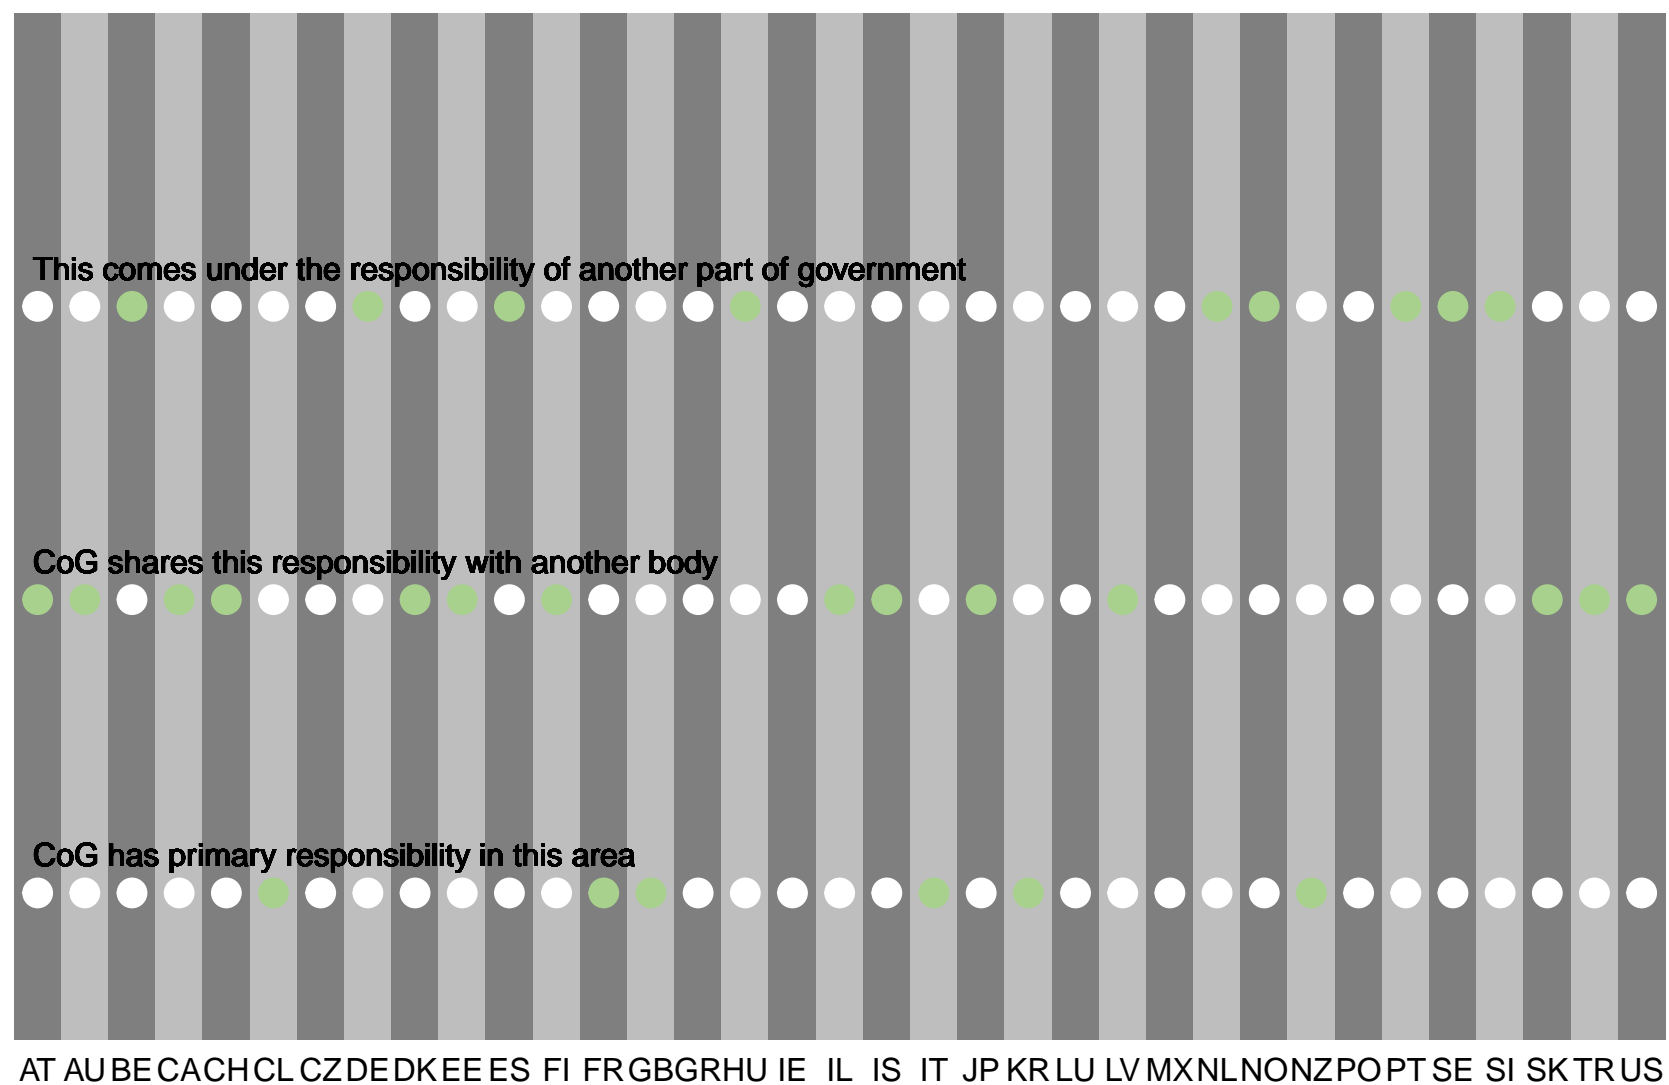 This comes under the responsibility of another part of government
CoG shares this responsibility with another body
CoG has primary responsibility in this area
AT AU BE CA CH CL CZ DE DK EE ES FI FR GB GR HU IE IL IS IT JP KR LU LV MX NL NO NZ PO PT SE SI SK TR US